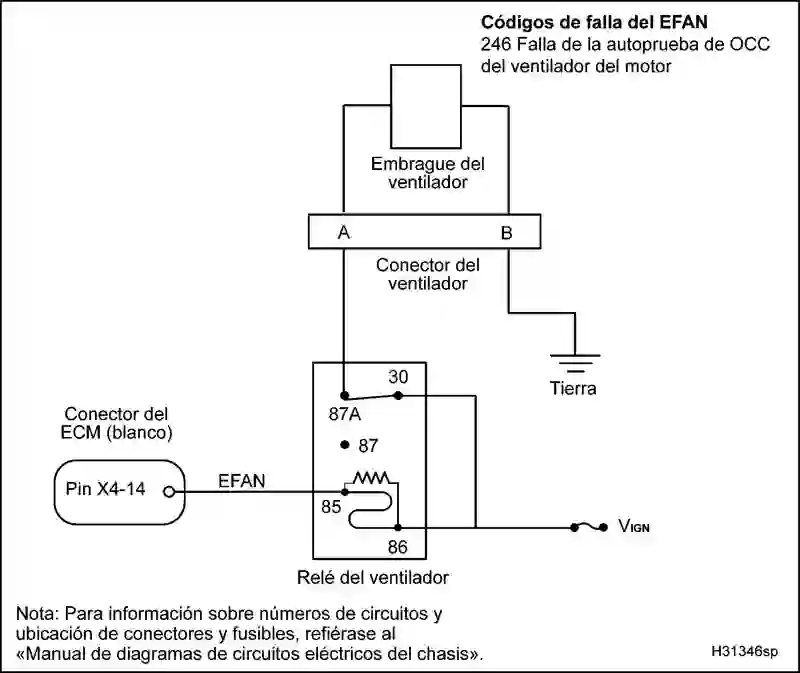 Códigos de falla del EFAN
246 Falla de la autoprueba de OCC
del ventilador del motor
Embrague del
ventilador
A
B
Conector del
ventilador
Tierra
30
87A
87
Conector del
ECM (blanco)
Pin X4-14
EFAN
85
86
VIGN
Relé del ventilador
Nota: Para información sobre números de circuitos y
ubicación de conectores y fusibles, refiérase al
«Manual de diagramas de circuitos eléctricos del chasis».
H31346sp